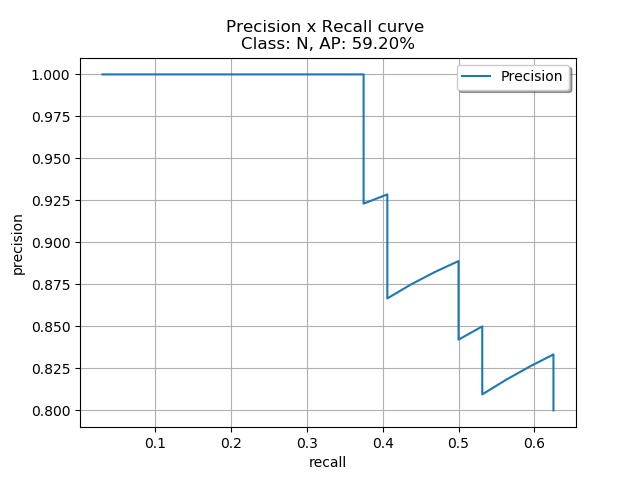 Precision x Recall curve
Class: N, AP: 59.20%
Precision
1.000
0.975
0.950
0.925
0.900
0.875
0.850
0.825
0.800
precision
0.1 0.2 0.3 0.4 0.5 0.6
recall